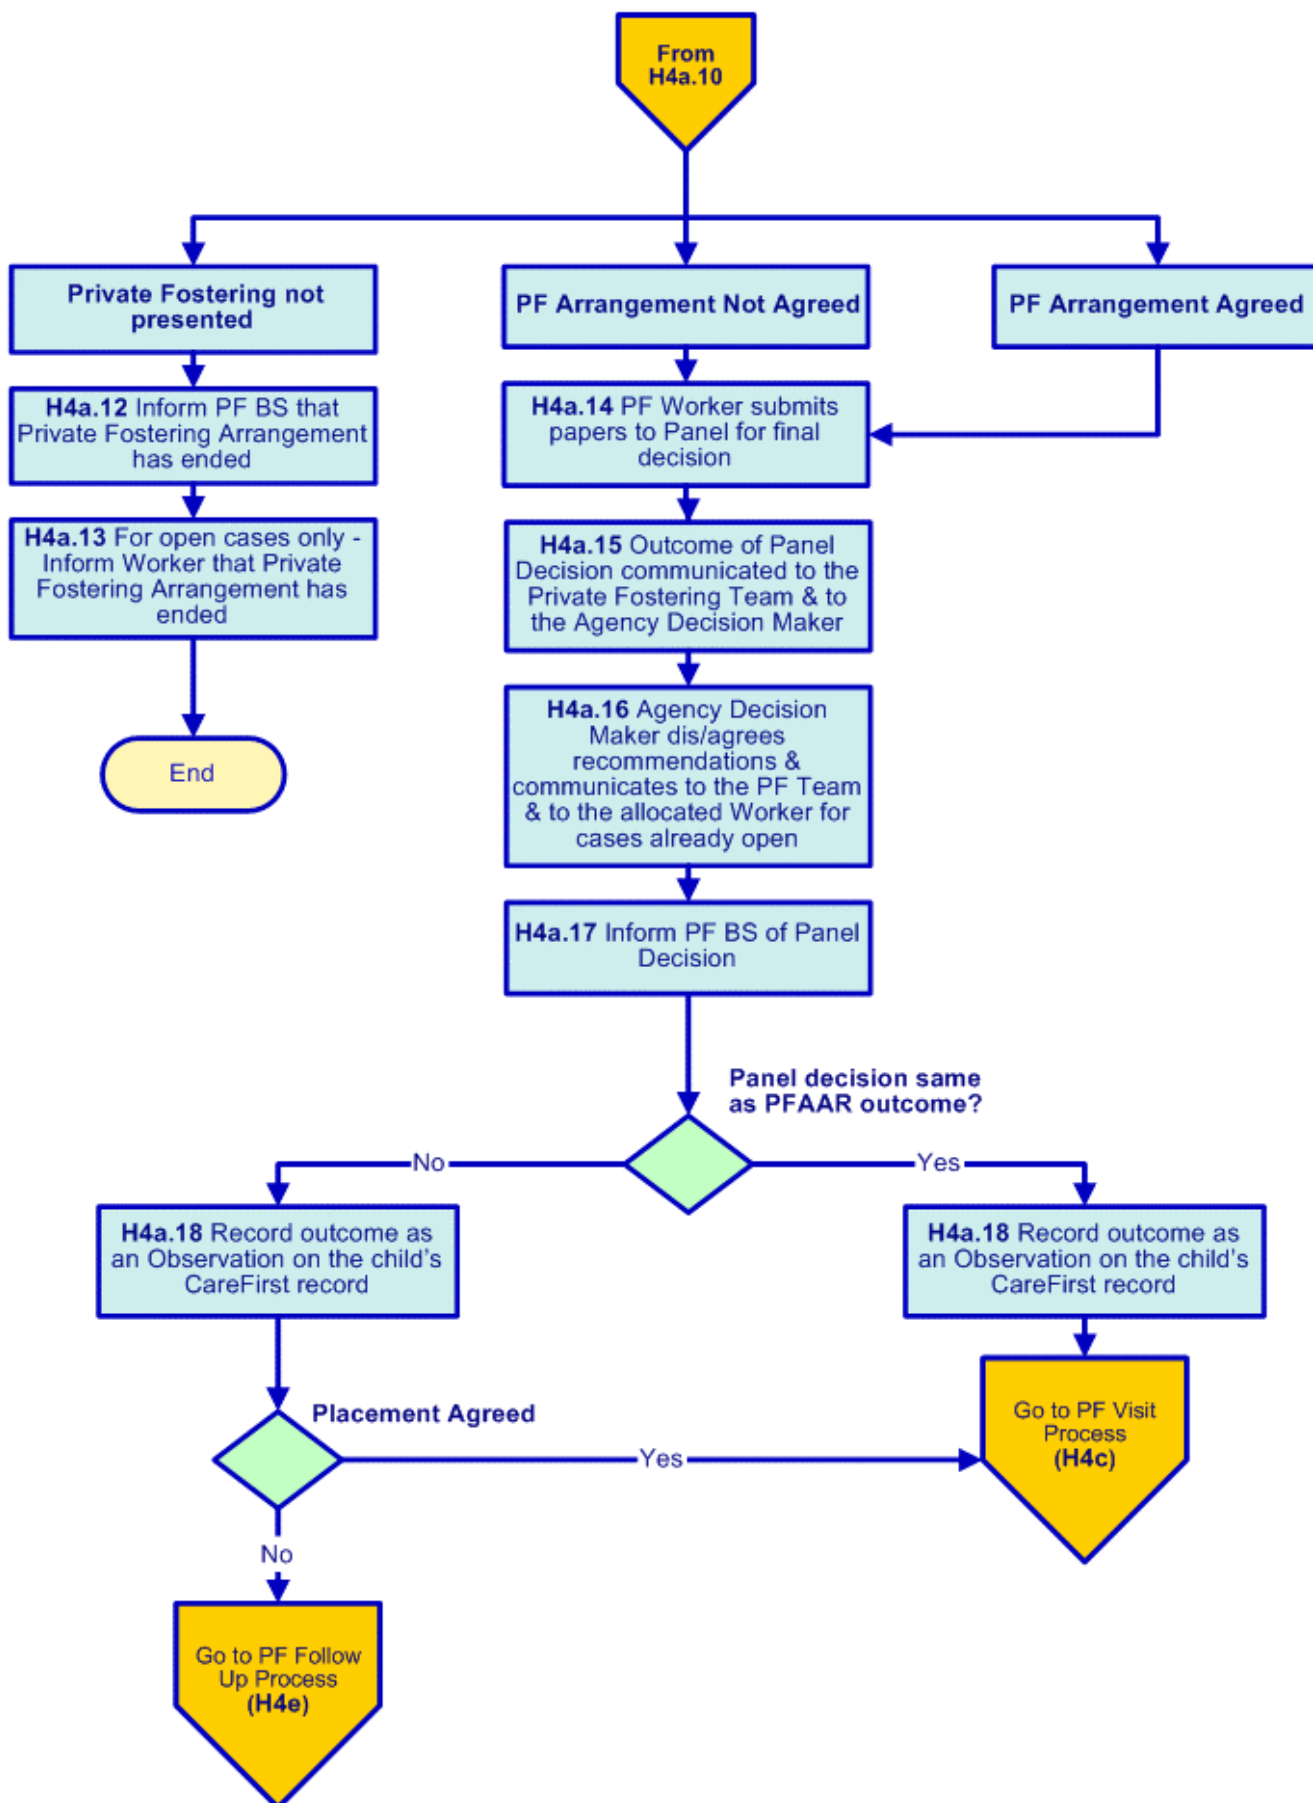 From
H4a.10
Private Fostering not
presented
PF Arrangement Not Agreed
PF Arrangement Agreed
H4a.12 Inform PF BS that
Private Fostering Arrangement
has ended
H4a.14 PF Worker submits
papers to Panel for final
decision
H4a.13 For open cases only -
Inform Worker that Private
Fostering Arrangement has
ended
H4a.15 Outcome of Panel
Decision communicated to the
Private Fostering Team & to
the Agency Decision Maker
End
H4a.16 Agency Decision
Maker dis/agrees
recommendations &
communicates to the PF Team
& to the allocated Worker for
cases already open
H4a.17 Inform PF BS of Panel
Decision
Panel decision same
as PFAAR outcome?
No
Yes
H4a.18 Record outcome as
an Observation on the child's
CareFirst record
H4a.18 Record outcome as
an Observation on the child's
CareFirst record
Placement Agreed
Yes
Go to PF Visit
Process
(H4c)
No
Go to PF Follow
Up Process
(H4e)